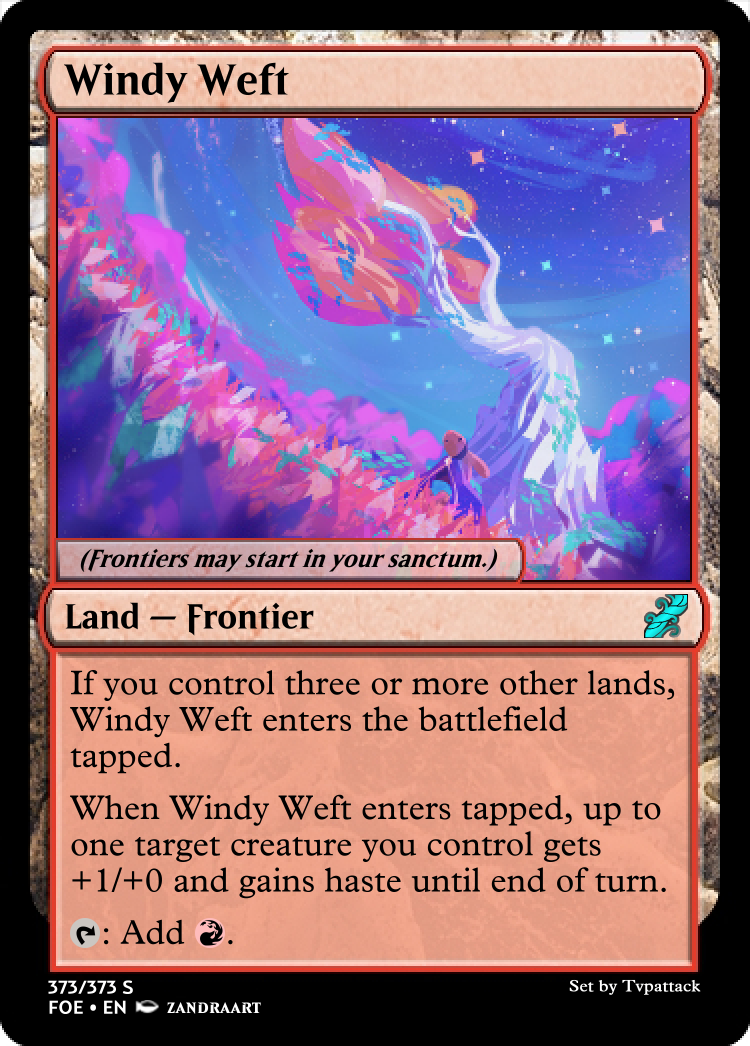 Windy Weft
(Frontiers may start in your sanctum.)
Land — Frontier
If you control three or more other lands,
Windy Weft enters the battlefield
tapped.
When Windy Weft enters tapped, up to
one target creature you control gets
+1/+0 and gains haste until end of turn.
: Add .
373/373 S
Set by Tvpattack
FOE • EN ZANDRAART